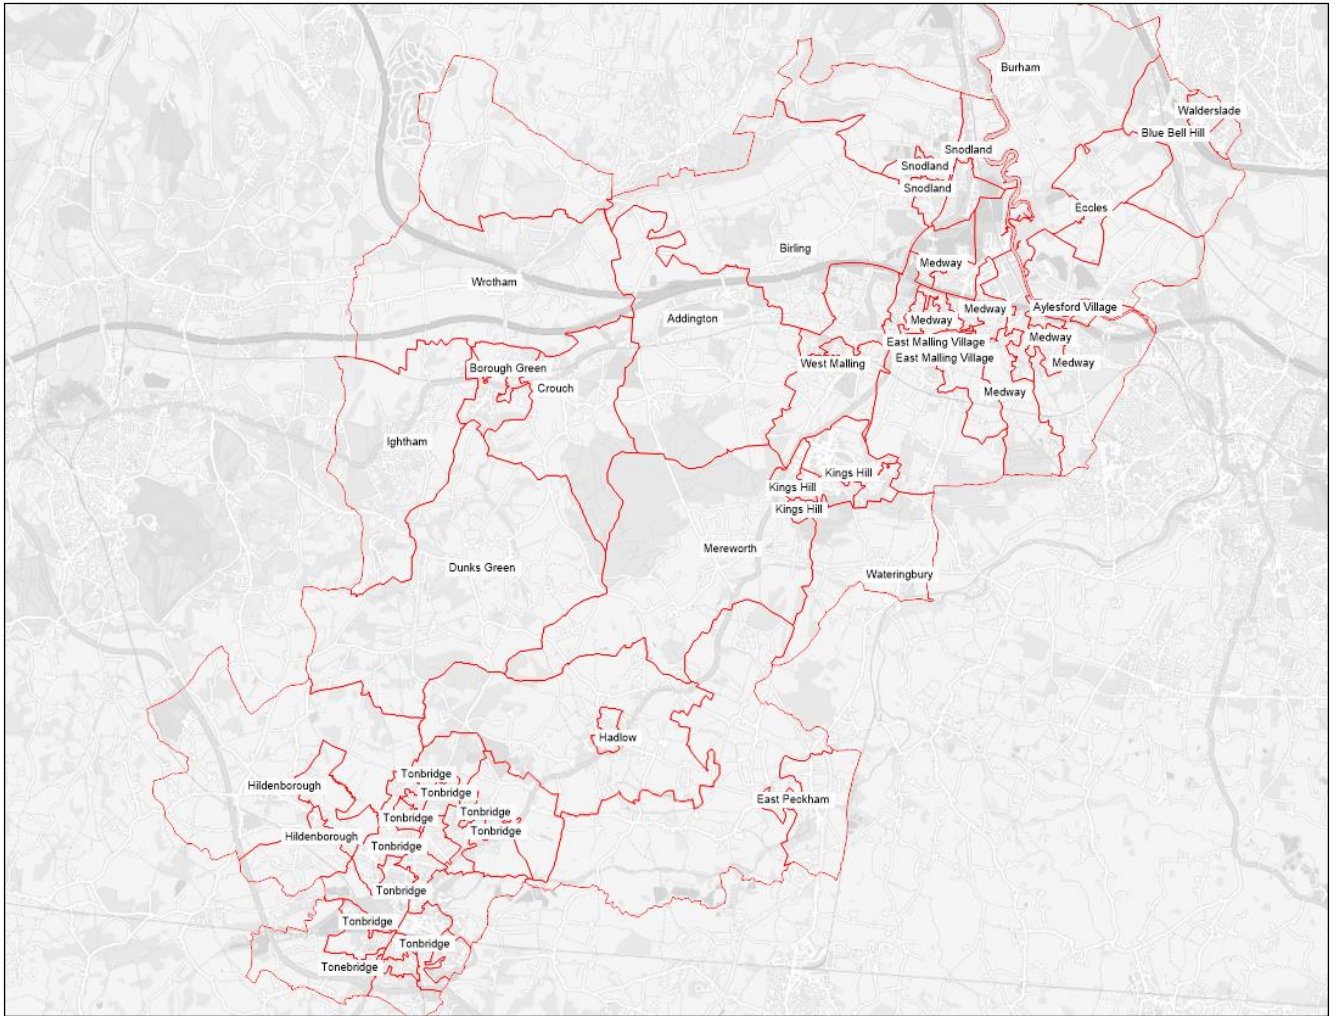 Burham
Walderslade
Blue Bell Hill
Snodland
Snodland
Snodland
Eccles
Birling
Medway
Wrotham
Addington
Medway
Aylesford Village
Medway
East Malling Village
Medway
East Malling Village
West Malling
Medway
Borough Green
Crouch
Medway
Ightham
Kings Hill
Kings Hill
Kings Hill
Mereworth
Dunks Green
Wateringbury
Hadlow
Tonbridge
Hildenborough
Tonbridge
East Peckham
Tonbridge
Tonbridge
Tonbridge
Hildenborough
Tonbridge
Tonbridge
Tonbridge
Tonbridge
Tonebridge